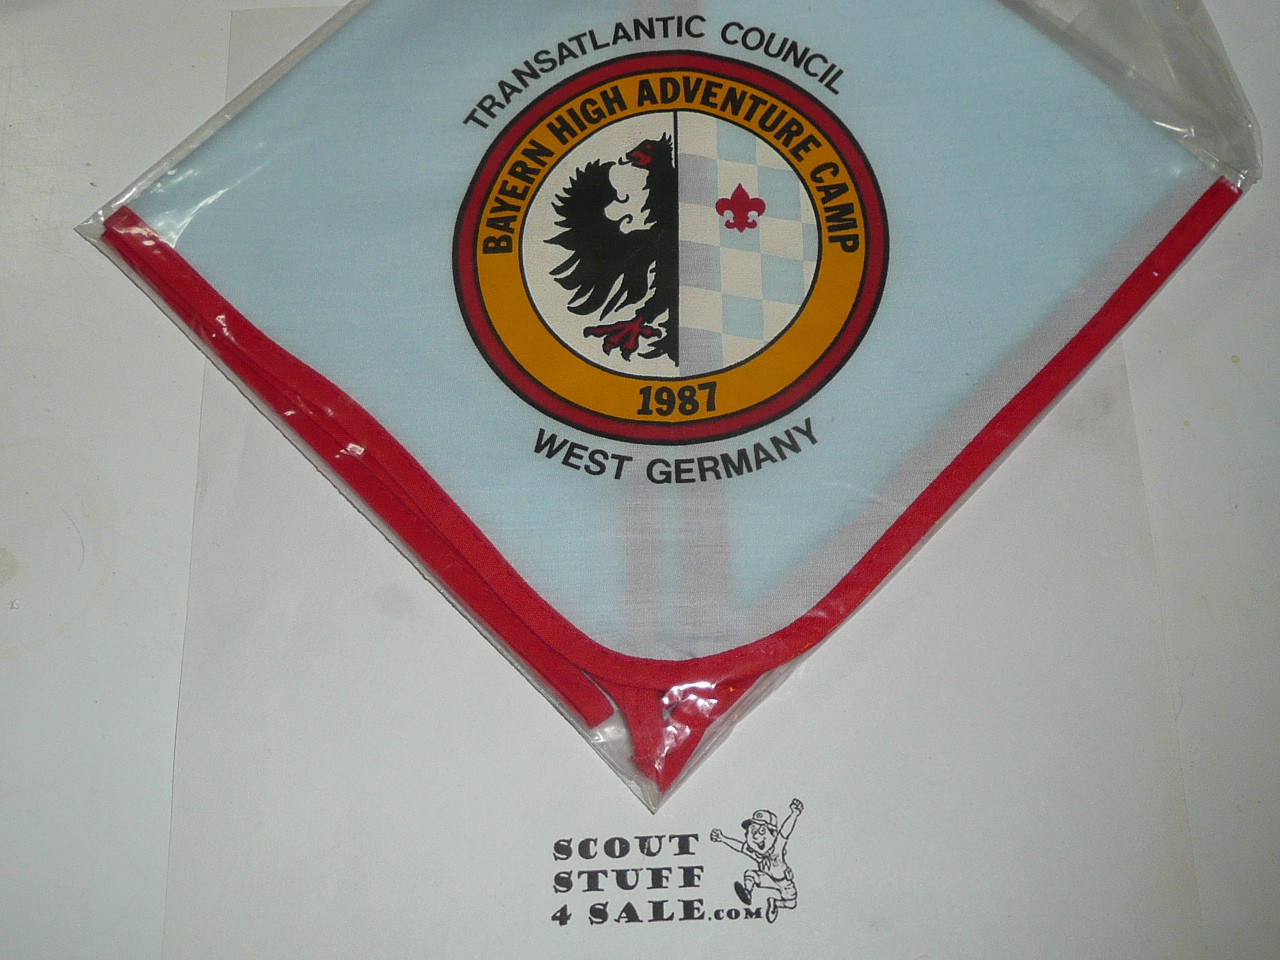 TRANSATLANTIC COUNCIL
BAYERN HIGH ADVENTURE CAMP
1987
WEST GERMANY
SCOUT
STUFF
4 SALE.COM